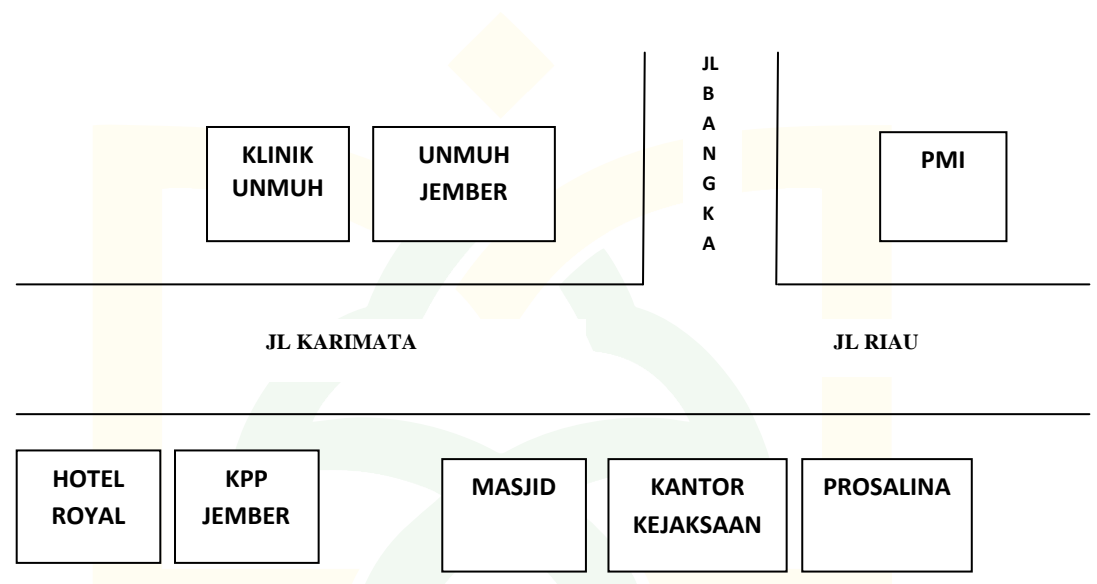 JL
B
A
N
G
K
A
KLINIK
UNMUH
UNMUH
JEMBER
PMI
JL KARIMATA
JL RIAU
HOTEL
ROYAL
KPP
JEMBER
MASJID
KANTOR
KEJAKSAAN
PROSALINA